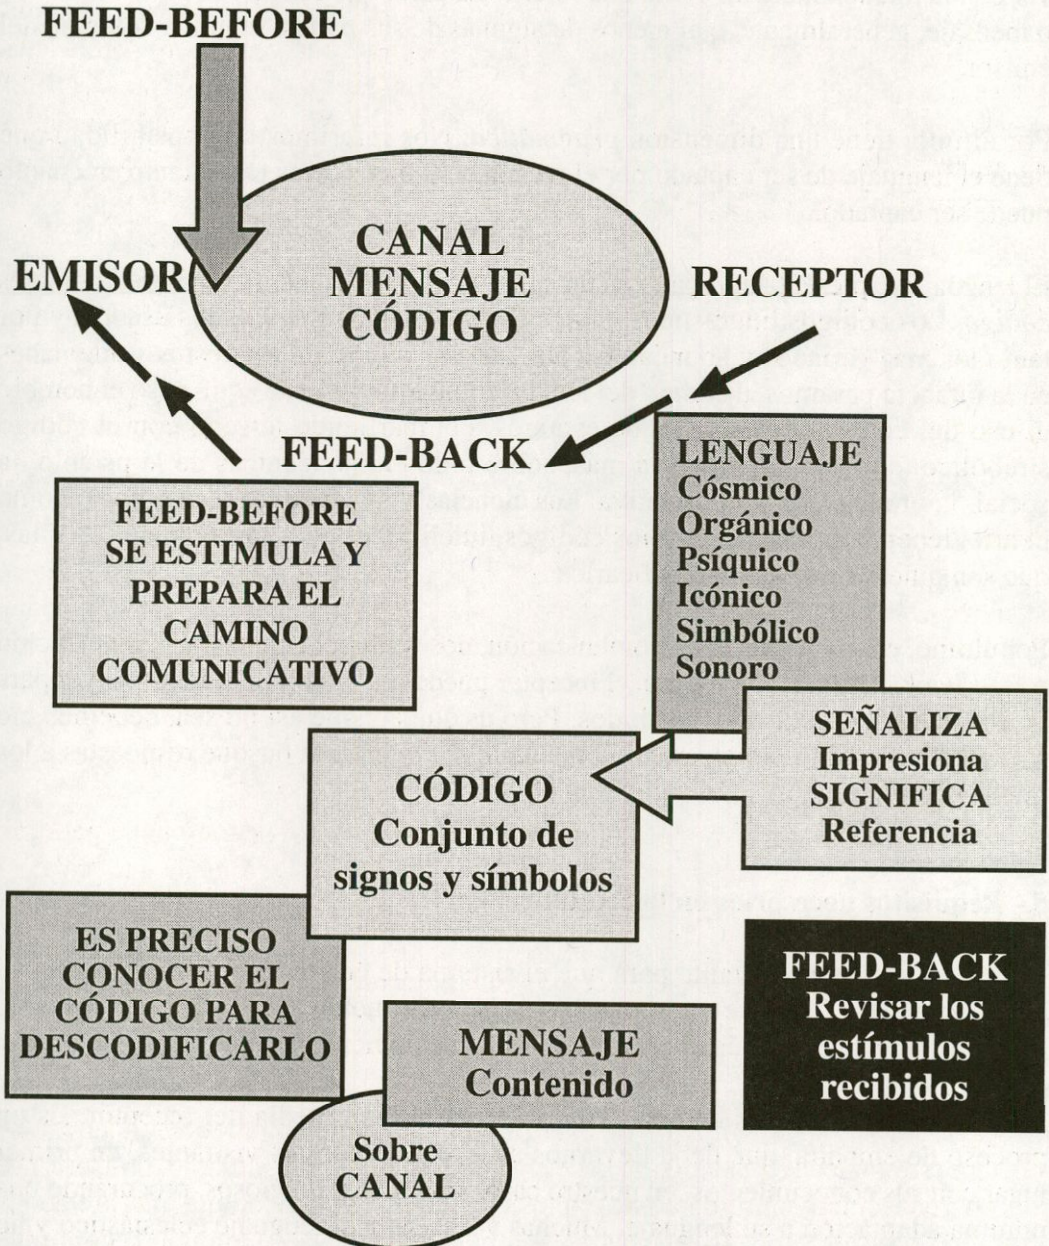 FEED-BEFORE
CANAL
MENSAJE
CÓDIGO
EMISOR
RECEPTOR
FEED-BACK
FEED-BEFORE
SE ESTIMULA Y
PREPARA EL
CAMINO
COMUNICATIVO
LENGUAJE
Cósmico
Orgánico
Psíquico
Icónico
Simbólico
Sonoro
SEÑALIZA
Impresiona
SIGNIFICA
Referencia
CÓDIGO
Conjunto de
signos y símbolos
ES PRECISO
CONOCER EL
CÓDIGO PARA
DESCODIFICARLO
FEED-BACK
Revisar los
estímulos
recibidos
MENSAJE
Contenido
Sobre
CANAL